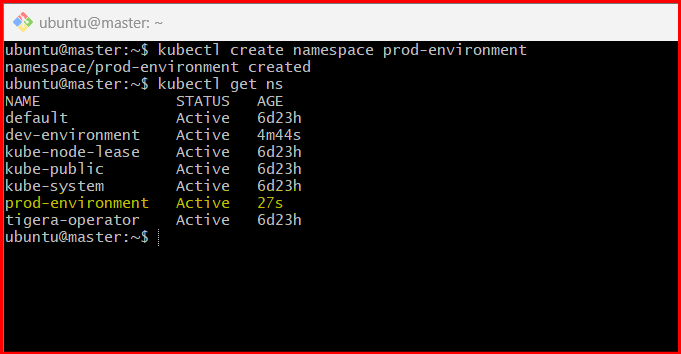 ubuntu@master: ~
ubuntu@master:~$ kubectl create namespace prod-environment
namespace/prod-environment created
ubuntu@master:~$ kubectl get ns
NAME               STATUS   AGE
default            Active   6d23h
dev-environment    Active   4m44s
kube-node-lease    Active   6d23h
kube-public        Active   6d23h
kube-system        Active   6d23h
prod-environment   Active   27s
tigera-operator    Active   6d23h
ubuntu@master:~$